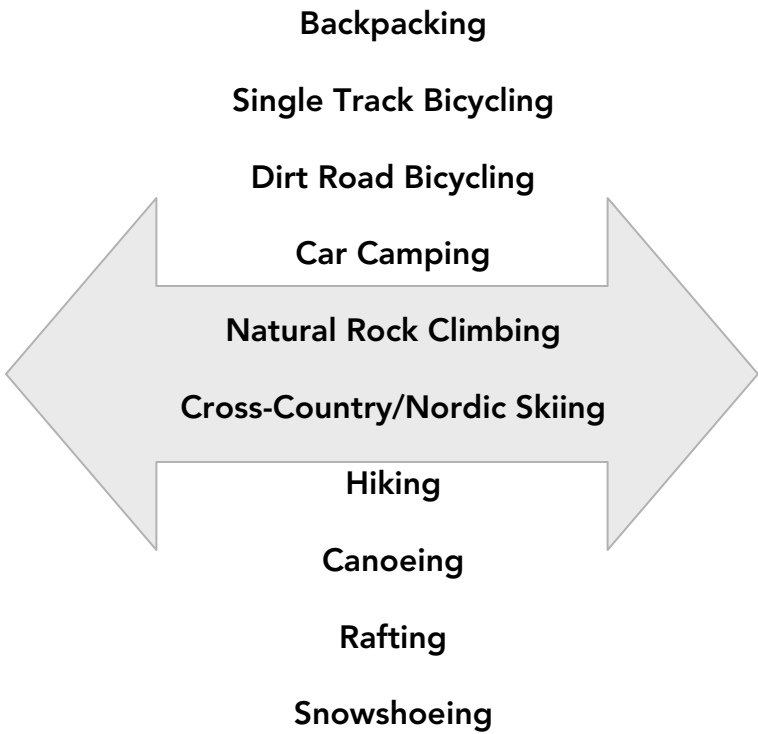 Backpacking
Single Track Bicycling
Dirt Road Bicycling
Car Camping
Natural Rock Climbing
Cross-Country/Nordic Skiing
Hiking
Canoeing
Rafting
Snowshoeing